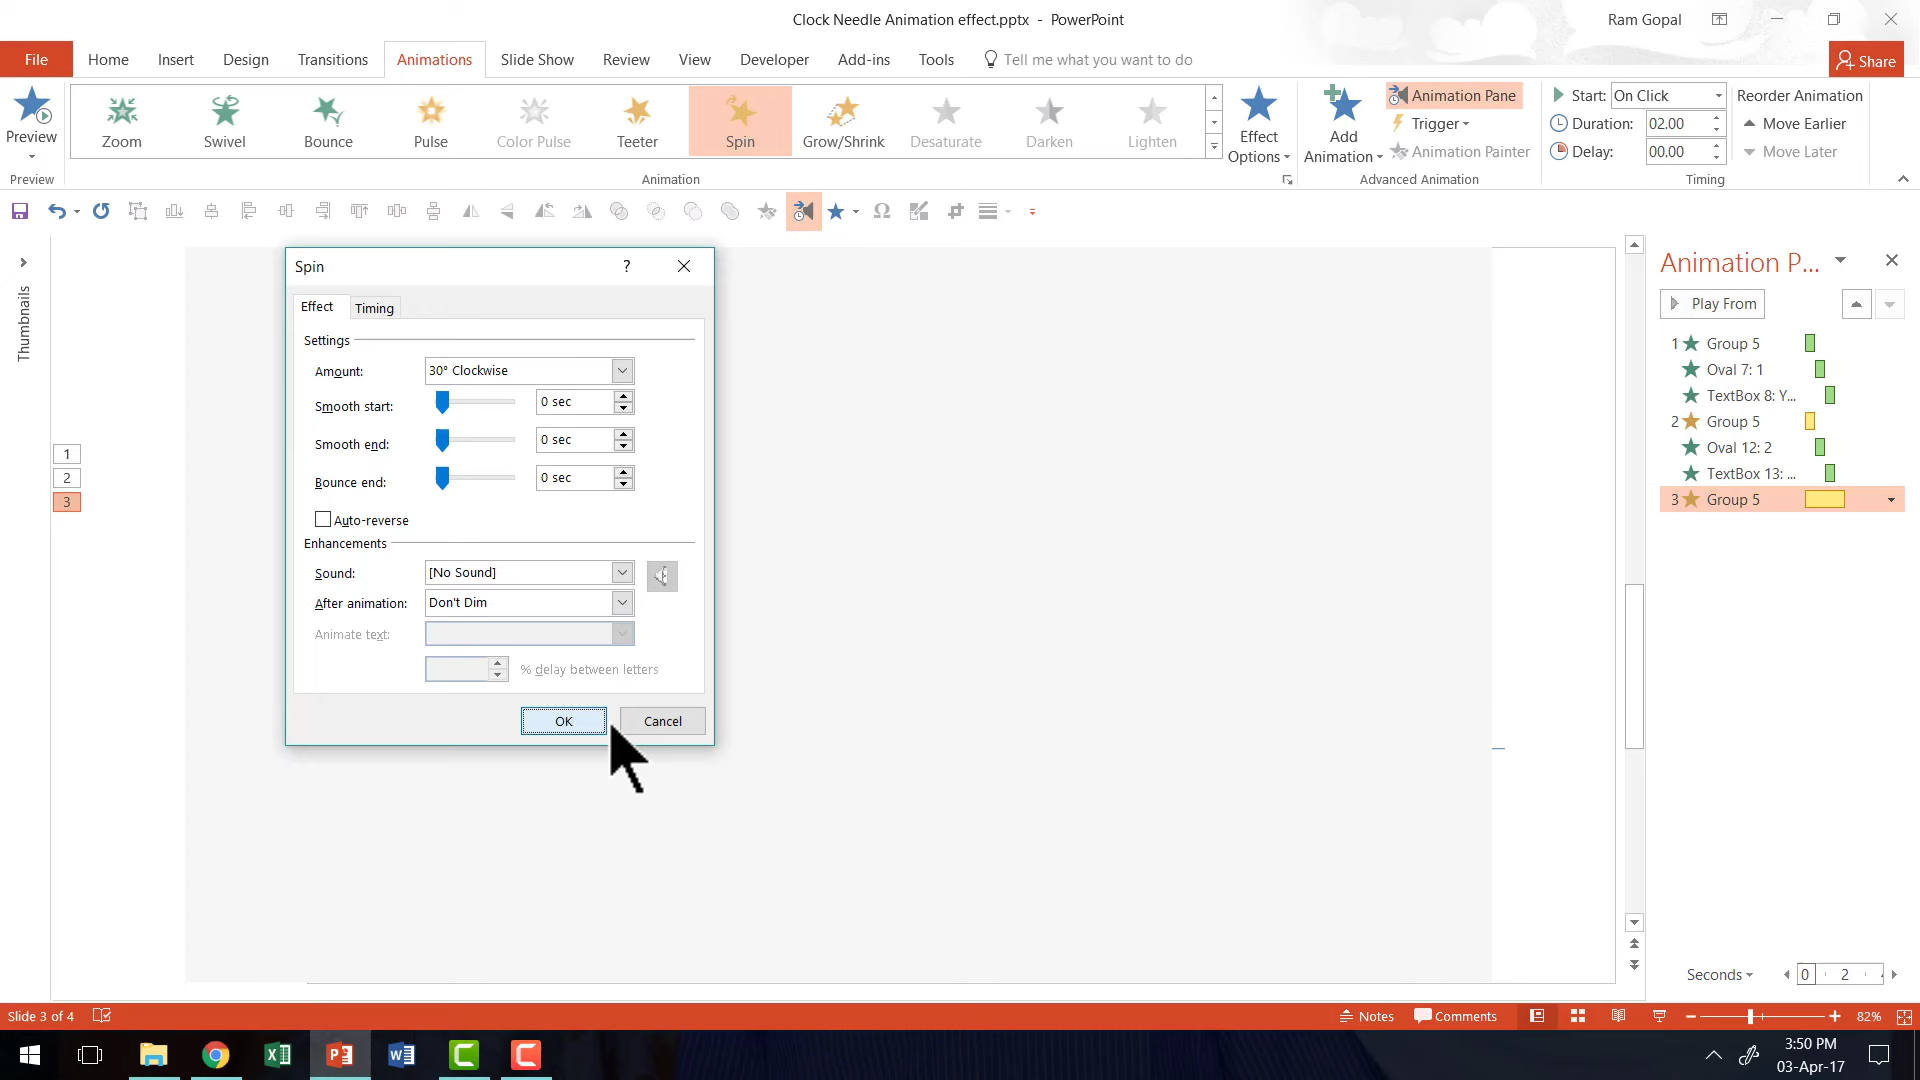 Clock Needle Animation effect.pptx - PowerPoint
Ram Gopal
File Home Insert Design Transitions Animations Slide Show Review View Developer Add-ins Tools Tell me what you want to do Share
Preview
Zoom Swivel Bounce Pulse Color Pulse Teeter Spin Grow/Shrink Desaturate Darken Lighten
Effect Options
Add Animation
Animation Pane
Trigger
Animation Painter
Start: On Click
Duration: 02.00
Delay: 00.00
Reorder Animation
Move Earlier
Move Later
Preview Animation Advanced Animation Timing
Thumbnails
1
2
3
Spin ?
Effect Timing
Settings
Amount: 30° Clockwise
Smooth start: 0 sec
Smooth end: 0 sec
Bounce end: 0 sec
Auto-reverse
Enhancements
Sound: [No Sound]
After animation: Don't Dim
Animate text:
% delay between letters
OK Cancel
Animation P...
Play From
1 Group 5
Oval 7: 1
TextBox 8: Y...
2 Group 5
Oval 12: 2
TextBox 13: ...
3 Group 5
Seconds 0 2
Slide 3 of 4 Notes Comments 82%
3:50 PM
03-Apr-17